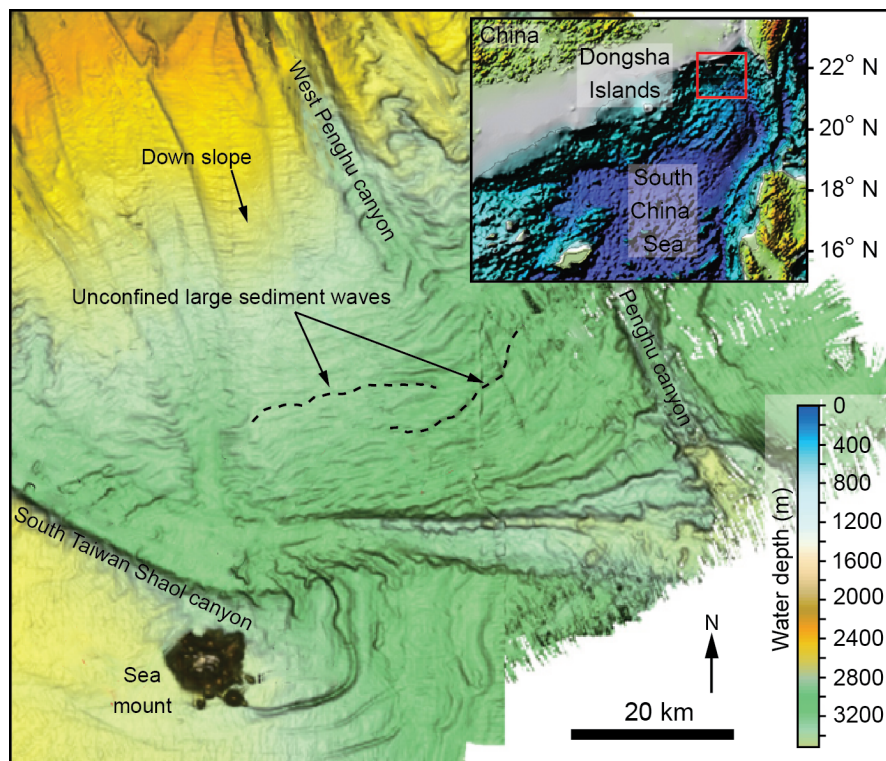 China
Dongsha
Islands
South
China
Sea
22° N
20° N
18° N
16° N
West Penghu canyon
Down slope
Unconfined large sediment waves
Penghu canyon
South Taiwan Shaol canyon
Sea
mount
N
20 km
Water depth (m)
0
400
800
1200
1600
2000
2400
2800
3200